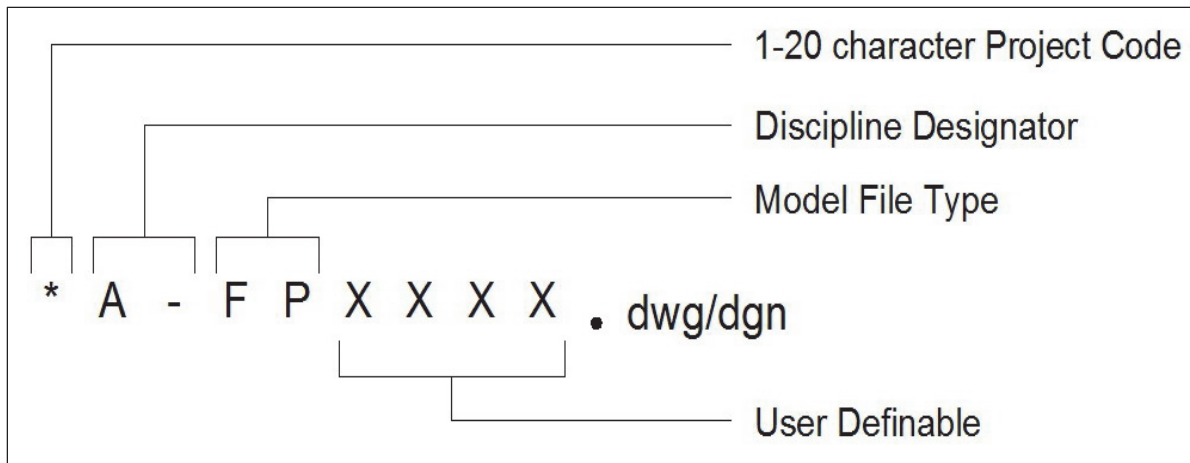 1-20 character Project Code
Discipline Designator
Model File Type
* A - F P X X X X . dwg/dgn
User Definable